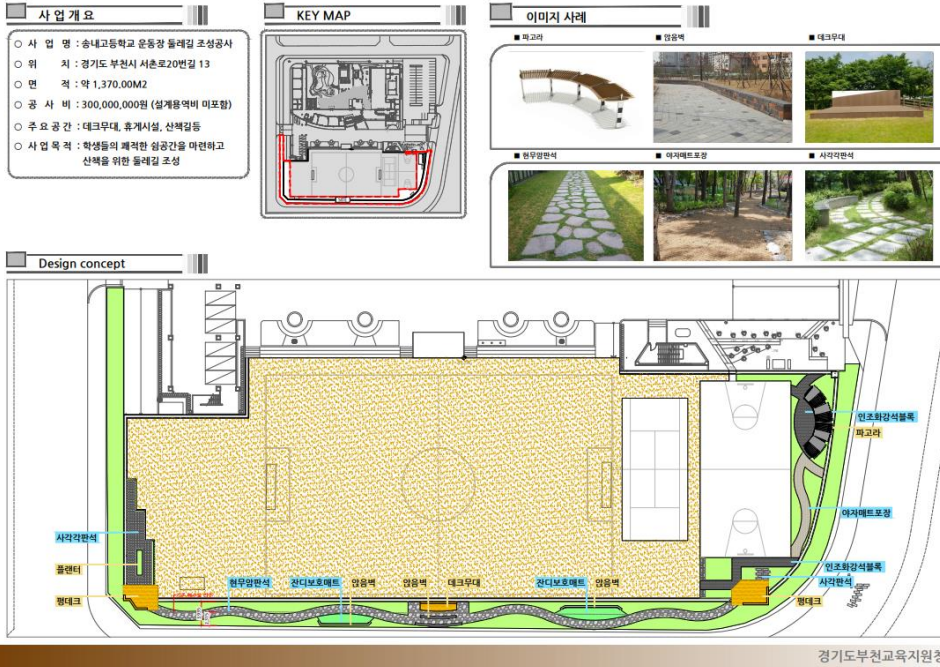 사 업 개 요
○ 사 업 명 : 송내고등학교 운동장 둘레길 조성공사
○ 위 치 : 경기도 부천시 서촌로20번길 13
○ 면 적 : 약 1,370.00M2
○ 공 사 비 : 300,000,000원 (설계용역비 미포함)
○ 주 요 공 간 : 데크무대, 휴게시설, 산책길등
○ 사 업 목 적 : 학생들의 쾌적한 쉼공간을 마련하고
산책을 위한 둘레길 조성
KEY MAP
이미지 사례
■ 파고라
■ 앉음벽
■ 데크무대
■ 현무암판석
■ 야자매트포장
■ 사각각판석
Design concept
인조화강석블록
파고라
야자매트포장
인조화강석블록
사각판석
평데크
사각각판석
플랜터
평데크
현무암판석
잔디보호매트
앉음벽
앉음벽
데크무대
잔디보호매트
앉음벽
경기도부천교육지원청